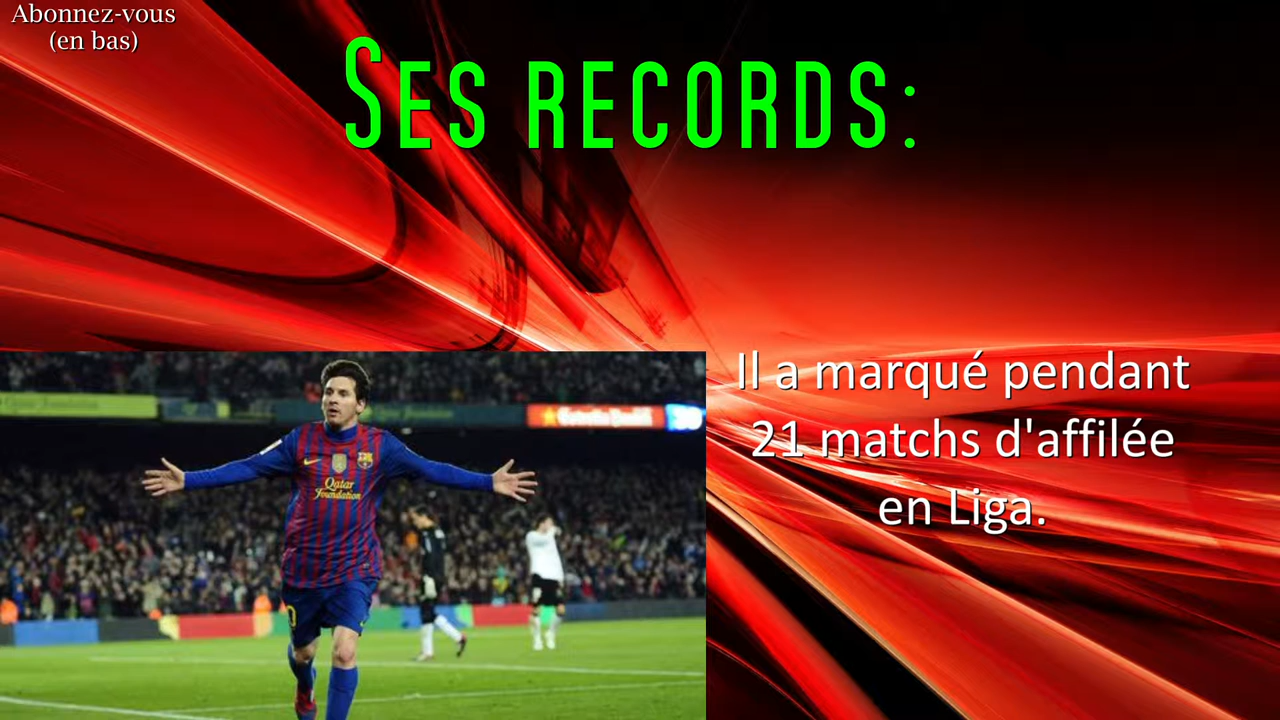 Abonnez-vous
(en bas)
Ses records:
Il a marqué pendant
21 matchs d'affilée
en Liga.
Qatar
Foundation